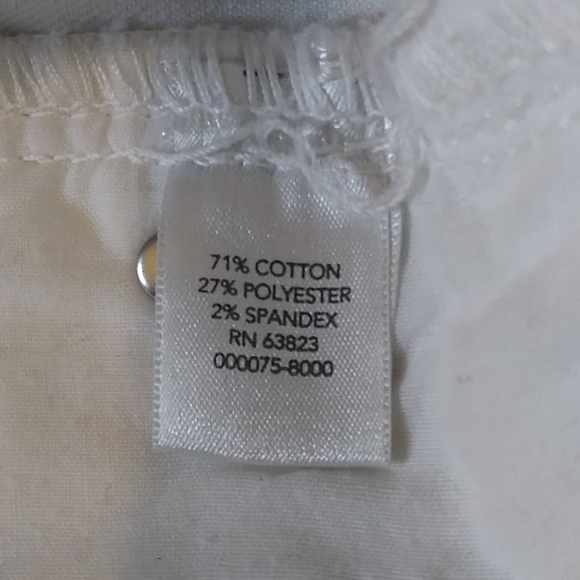 71% COTTON
27% POLYESTER
2% SPANDEX
RN 63823
000075-8000